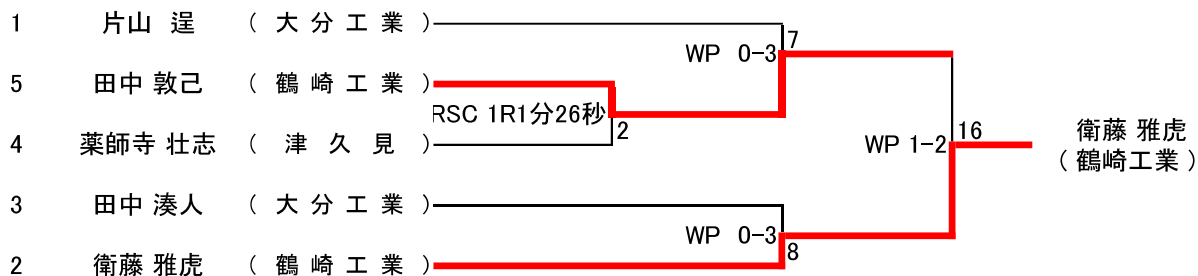 1 片山 逞 ( 大 分 工 業 )
7
WP 0-3
5 田中 敦己 ( 鶴 崎 工 業 )
RSC 1R1分26秒
2
4 薬師寺 壮志 ( 津 久 見 )
WP 1-2
16
衛藤 雅虎
( 鶴崎工業 )
3 田中 湊人 ( 大 分 工 業 )
WP 0-3
8
2 衛藤 雅虎 ( 鶴 崎 工 業 )